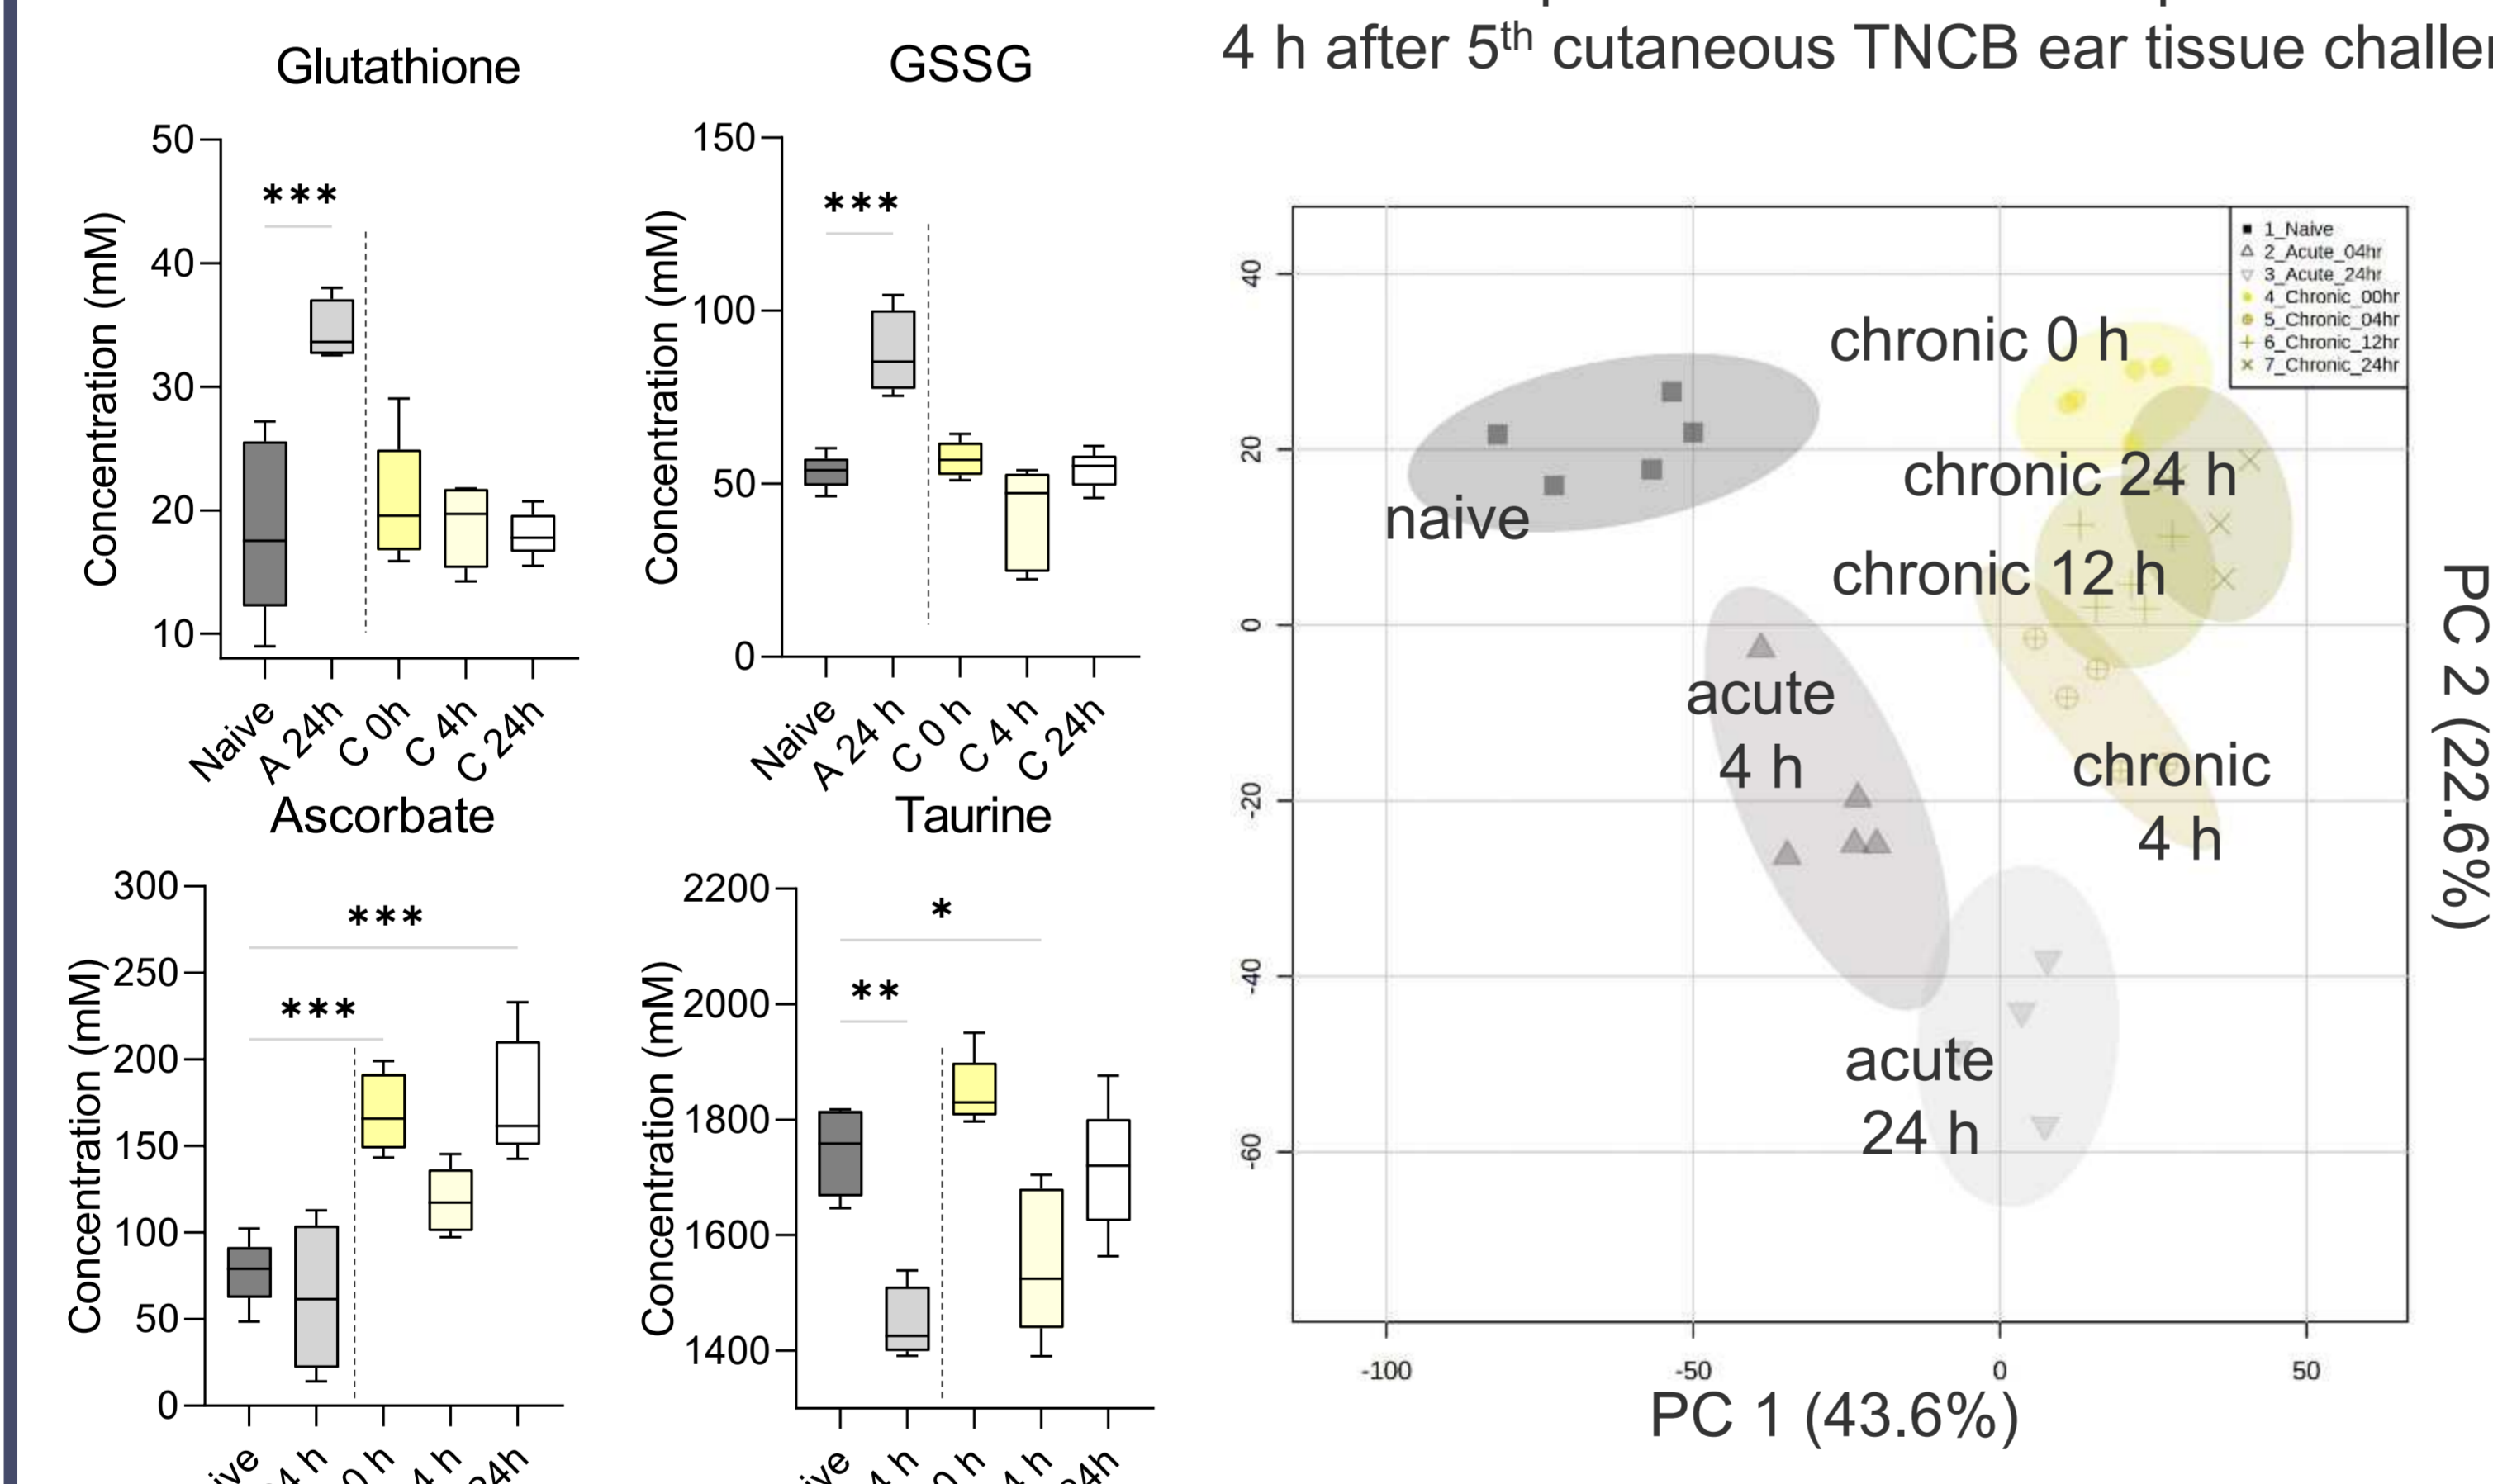 4 h after 5th cutaneous TNCB ear tissue
Glutathione
***
Concentration (mM)
50
40
30
20
10
Naive
A 24h
C 0h
C 4h
C 24h
GSSG
***
Concentration (mM)
150
100
50
0
Naive
A 24 h
C 0 h
C 4 h
C 24h
Ascorbate
***
***
Concentration (mM)
300
250
200
150
100
50
0
Taurine
*
**
Concentration (mM)
2200
2000
1800
1600
1400
1_Naive
2_Acute_04hr
3_Acute_24hr
4_Chronic_00hr
5_Chronic_04hr
6_Chronic_12hr
7_Chronic_24hr
chronic 0 h
chronic 24 h
naive
chronic 12 h
acute
4 h
chronic
4 h
acute
24 h
40
20
0
-20
-40
-60
-100
-50
0
50
PC 1 (43.6%)
PC 2 (22.6%)